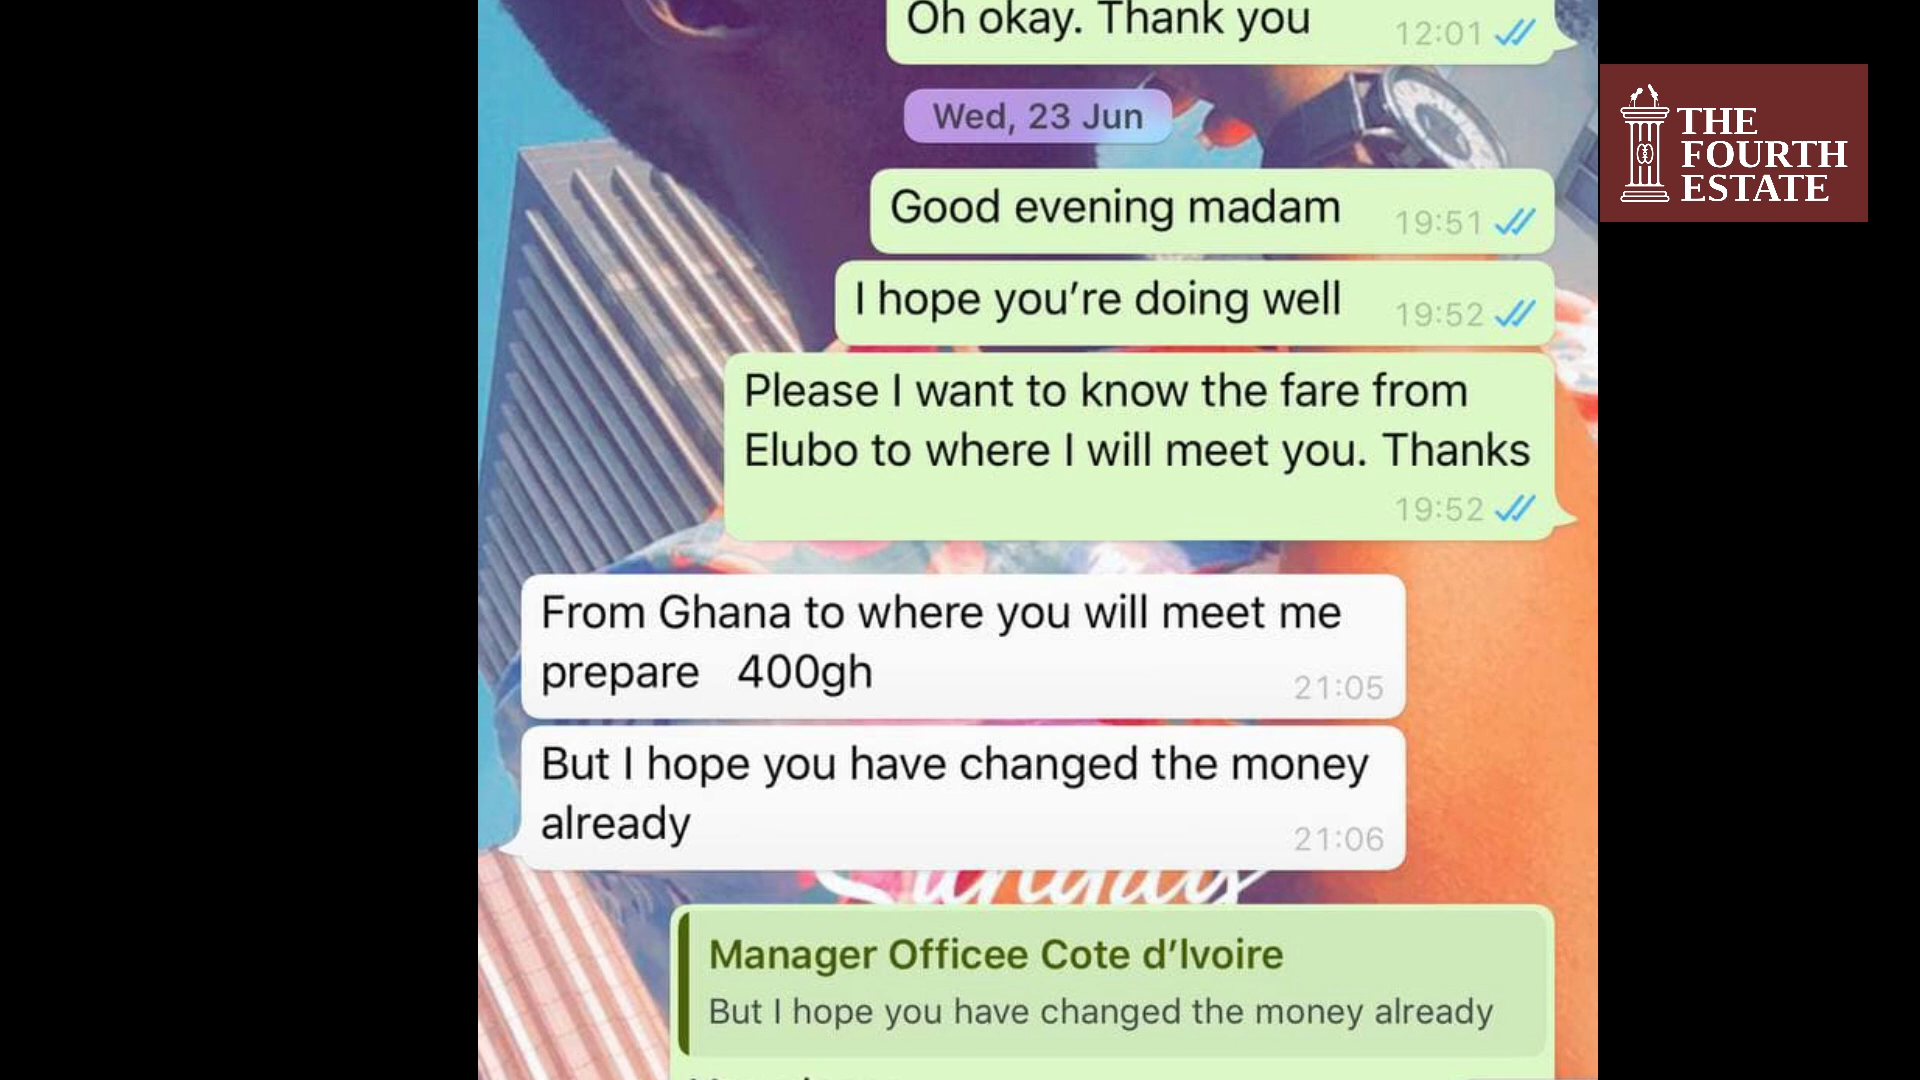 Oh okay. Thank you
12:01
Wed, 23 Jun
THE
FOURTH
ESTATE
Good evening madam
19:51
I hope you’re doing well
19:52
Please I want to know the fare from
Elubo to where I will meet you. Thanks
19:52
From Ghana to where you will meet me
prepare 400gh
21:05
But I hope you have changed the money
already
21:06
Sunday
Manager Officee Cote d’Ivoire
But I hope you have changed the money already